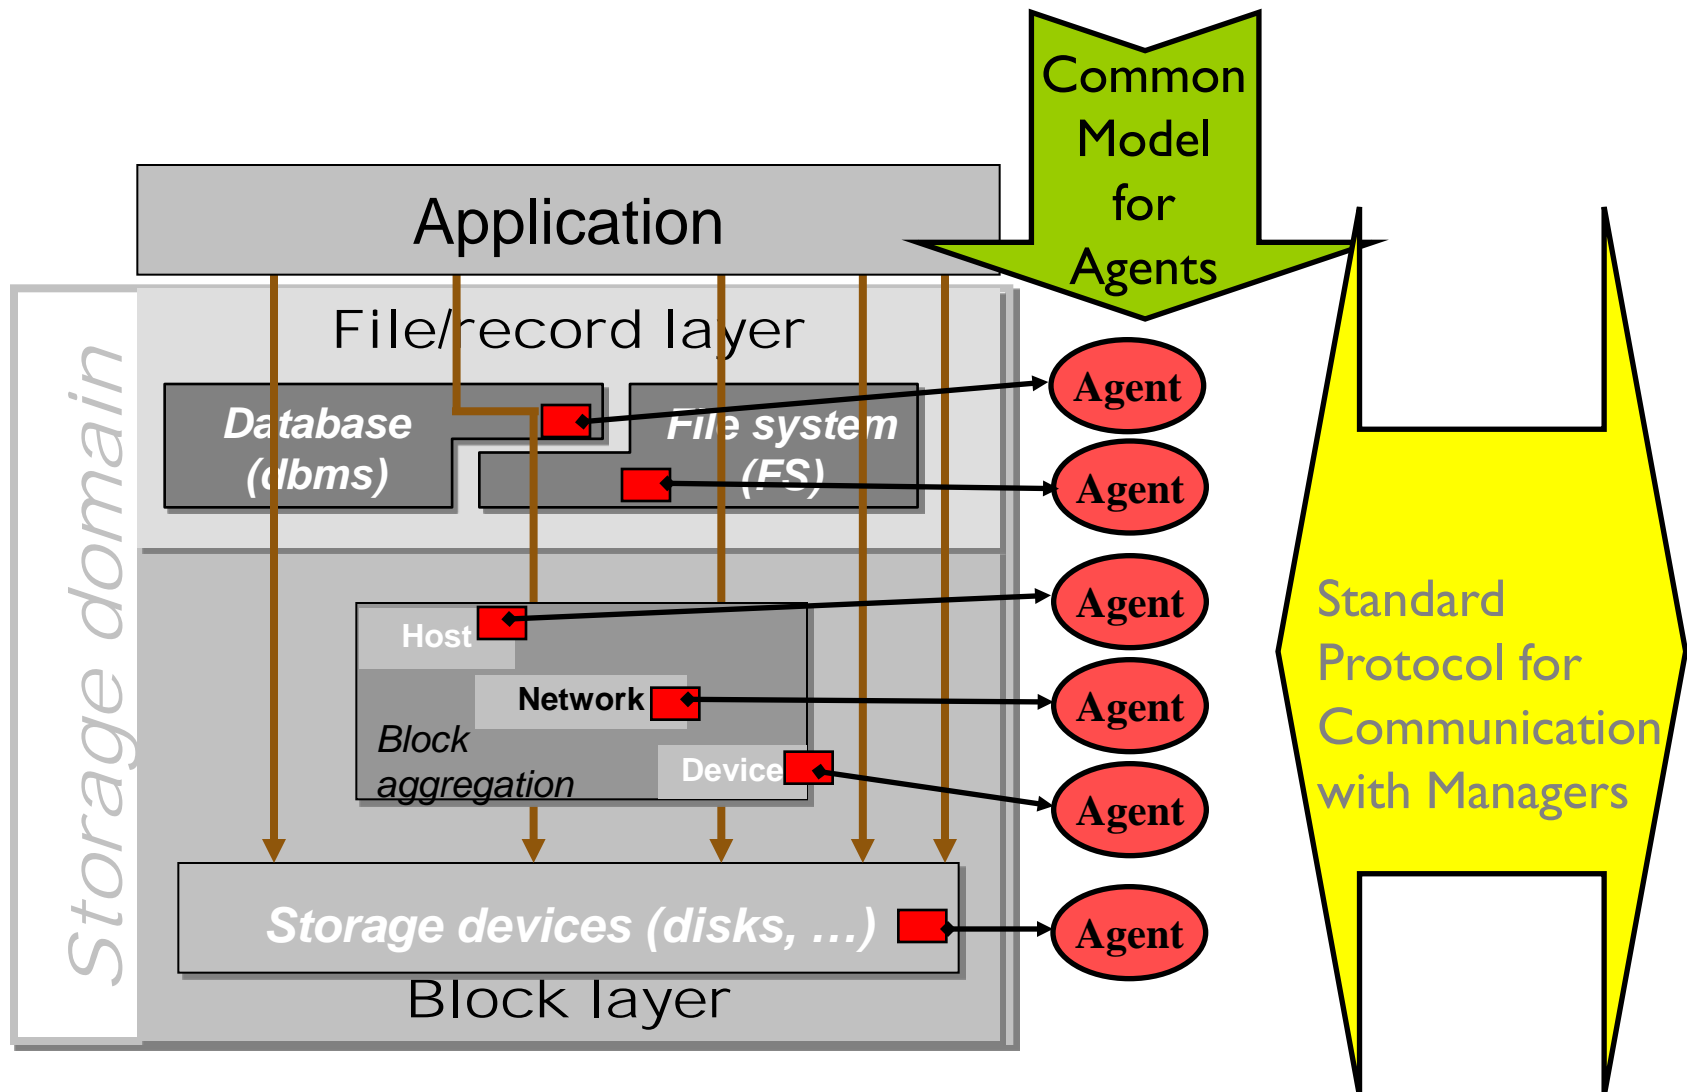 Common
Model
for
Agents
Application
Storage domain
File/record layer
Database
(dbms)
File system
(FS)
Agent
Agent
Host
Agent
Network
Agent
Block
aggregation
Device
Agent
Storage devices (disks, …)
Agent
Block layer
Standard
Protocol for
Communication
with Managers